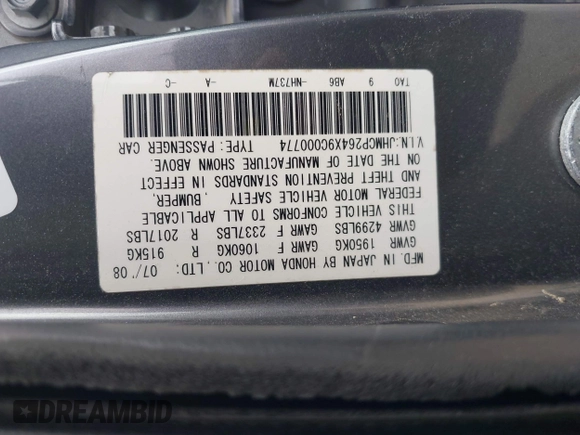 MFD. IN JAPAN BY HONDA MOTOR CO., LTD: 07/'08
GVWR 1950KG GAWR F 1060KG R 915KG
GVWR 4299LBS GAWR F 2337LBS R 2017LBS
THIS VEHICLE CONFORMS TO ALL APPLICABLE
FEDERAL MOTOR VEHICLE SAFETY , BUMPER,
AND THEFT PREVENTION STANDARDS IN EFFECT
ON THE DATE OF MANUFACTURE SHOWN ABOVE.
V.I.N:JHMCP264X9C000774 TYPE:PASSENGER CAR
TA0 9 AB6 -NH737M -A -C
DREAMBID